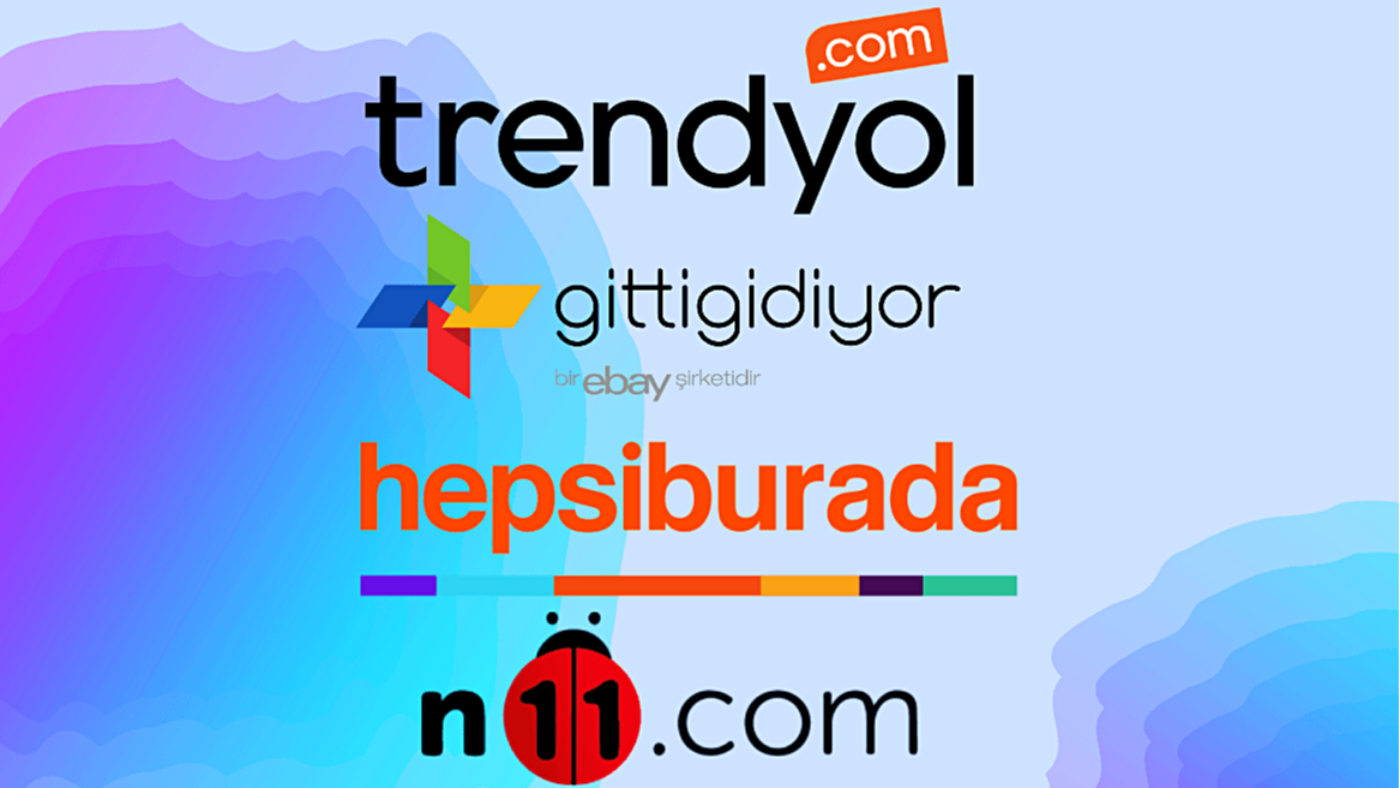 .com
trendyol
gittigidiyor
bir ebay şirketidir
hepsiburada
n11.com